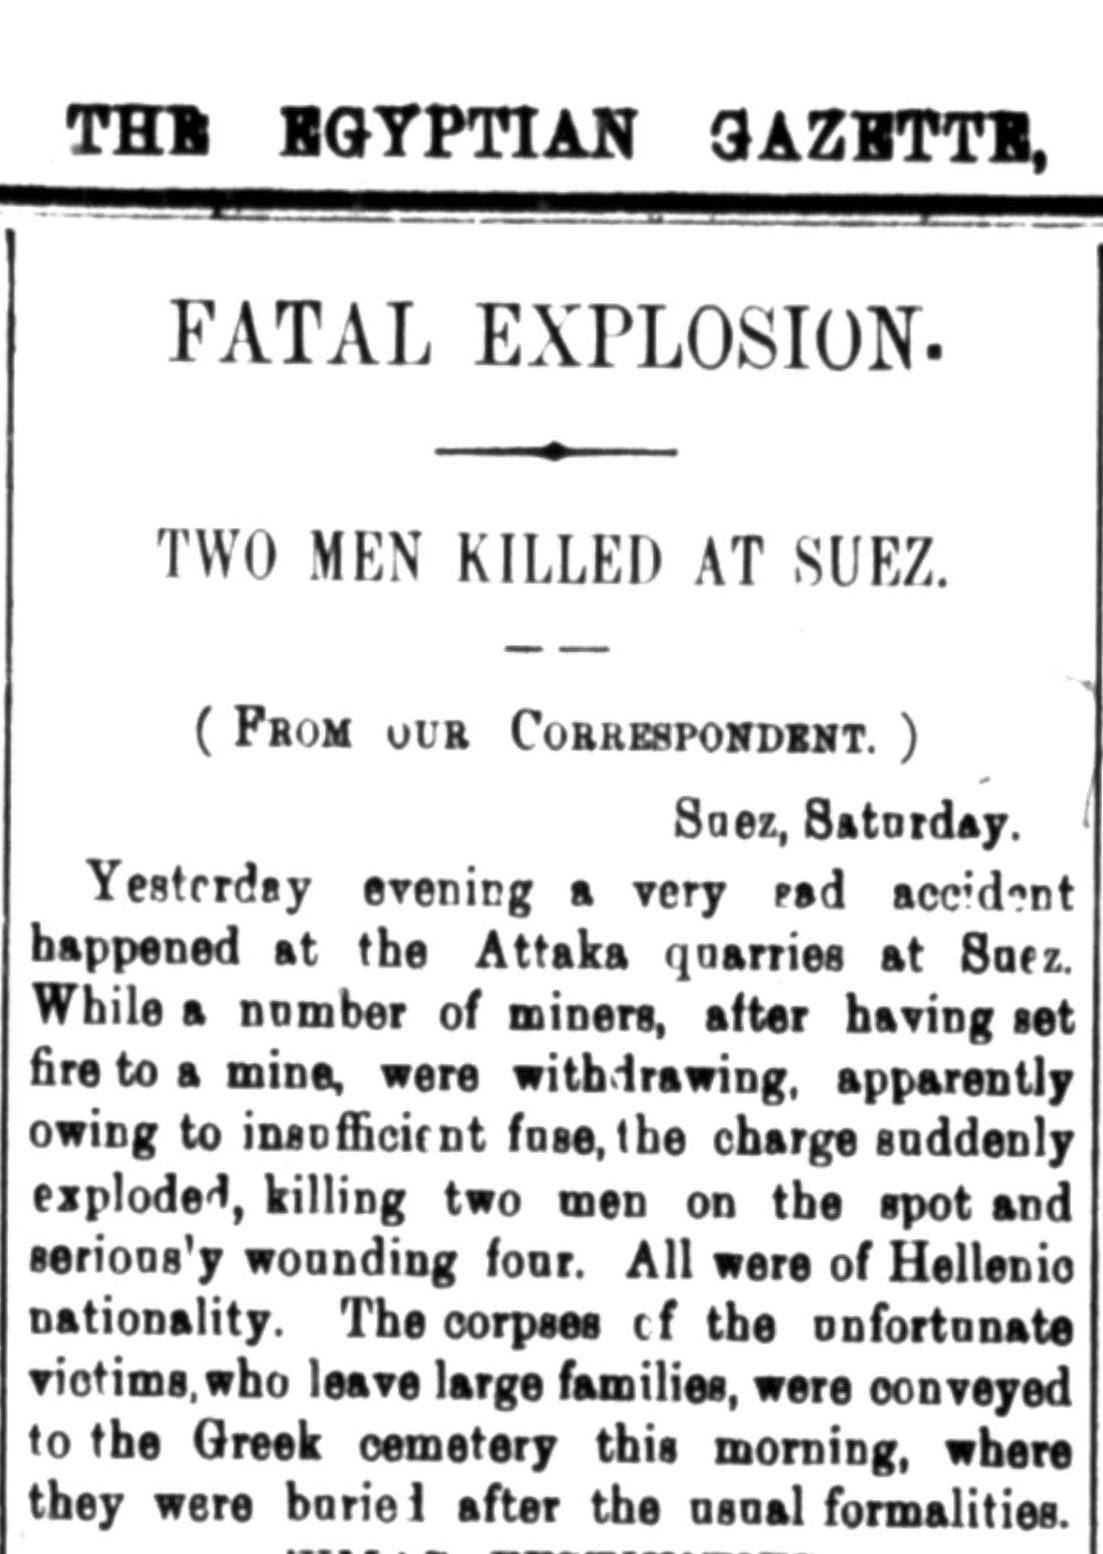 THE EGYPTIAN GAZETTE,
FATAL EXPLOSION.
TWO MEN KILLED AT SUEZ.
( FROM OUR CORRESPONDENT. )
Suez, Saturday.
Yesterday evening a very sad accident
happened at the Attaka quarries at Suez.
While a number of miners, after having set
fire to a mine, were withdrawing, apparently
owing to insufficient fuse, the charge suddenly
exploded, killing two men on the spot and
serious'y wounding four. All were of Hellenic
nationality. The corpses of the unfortunate
victims, who leave large families, were conveyed
to the Greek cemetery this morning, where
they were buried after the usual formalities.